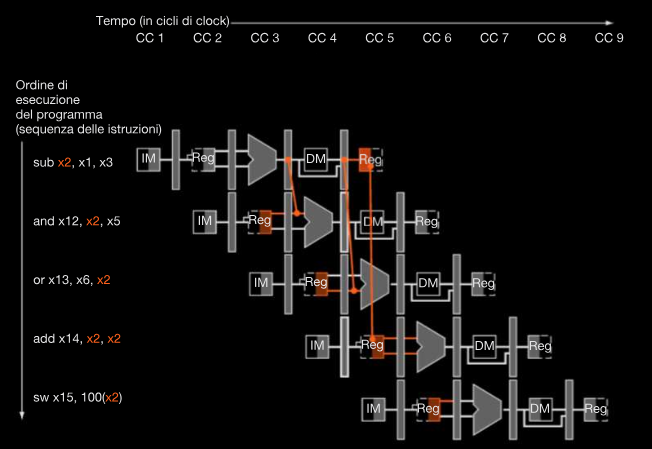 Tempo (in cicli di clock)
CC 1 CC 2 CC 3 CC 4 CC 5 CC 6 CC 7 CC 8 CC 9
Ordine di
esecuzione
del programma
(sequenza delle istruzioni)
sub x2, x1, x3
IM Reg DM Reg
and x12, x2, x5
IM Reg DM Reg
or x13, x6, x2
IM Reg DM Reg
add x14, x2, x2
IM Reg DM Reg
sw x15, 100(x2)
IM Reg DM Reg